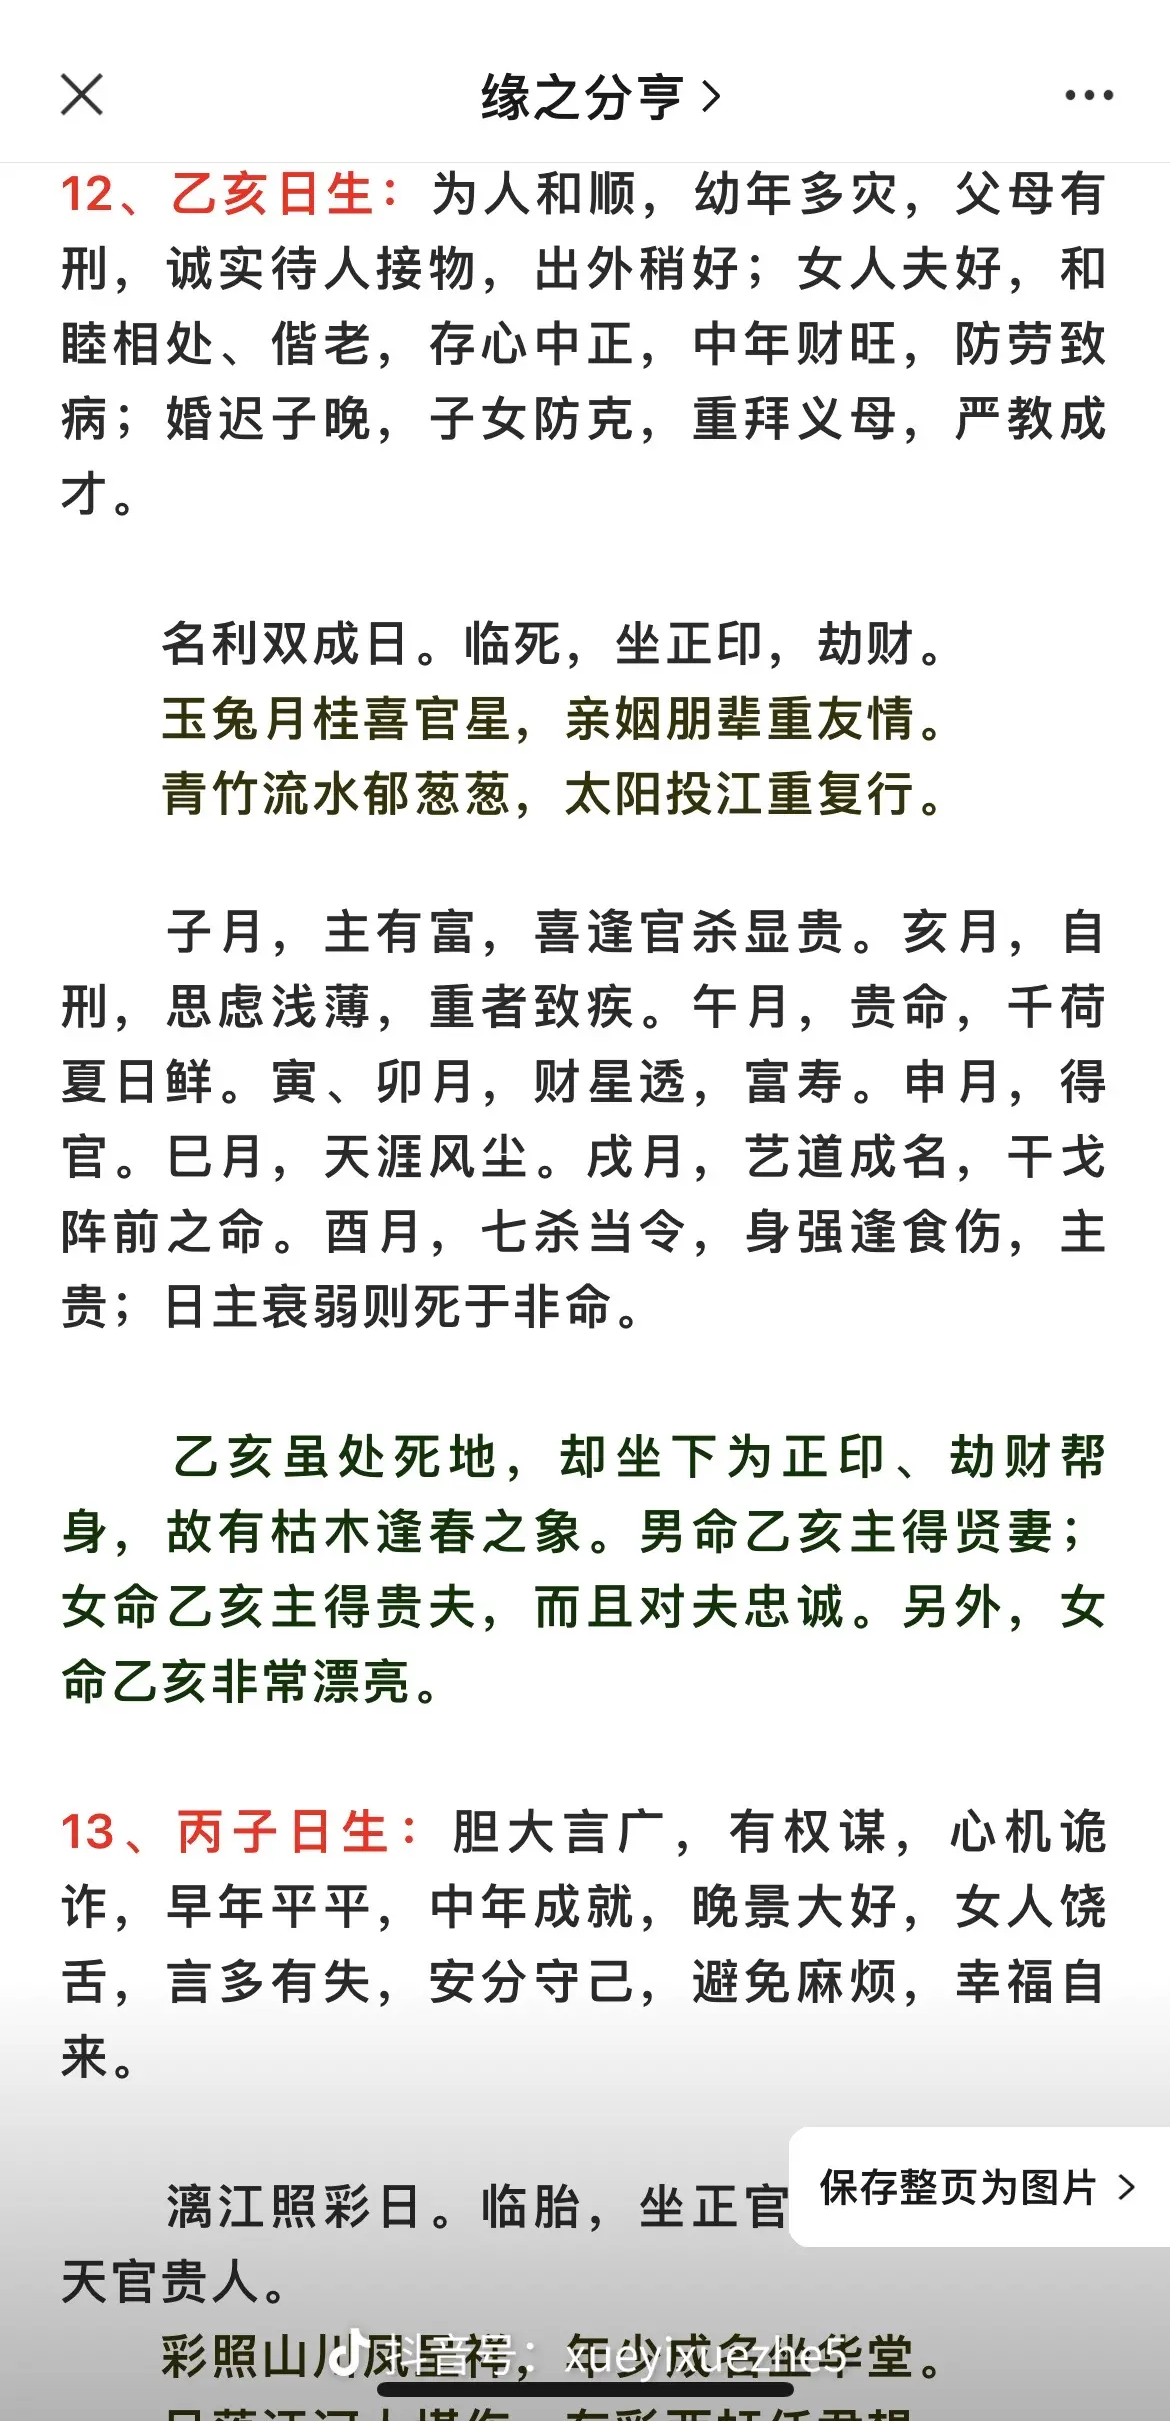 缘之分亨
12、乙亥日生：为人和顺，幼年多灾，父母有
刑，诚实待人接物，出外稍好；女人夫好，和
睦相处、偕老，存心中正，中年财旺，防劳致
病；婚迟子晚，子女防克，重拜义母，严教成
才。
名利双成日。临死，坐正印，劫财。
玉兔月桂喜官星，亲姻朋辈重友情。
青竹流水郁葱葱，太阳投江重复行。
子月，主有富，喜逢官杀显贵。亥月，自
刑，思虑浅薄，重者致疾。午月，贵命，千荷
夏日鲜。寅、卯月，财星透，富寿。申月，得
官。巳月，天涯风尘。戌月，艺道成名，干戈
阵前之命。酉月，七杀当令，身强逢食伤，主
贵；日主衰弱则死于非命。
乙亥虽处死地，却坐下为正印、劫财帮
身，故有枯木逢春之象。男命乙亥主得贤妻；
女命乙亥主得贵夫，而且对夫忠诚。另外，女
命乙亥非常漂亮。
13、丙子日生：胆大言广，有权谋，心机诡
诈，早年平平，中年成就，晚景大好，女人饶
舌，言多有失，安分守己，避免麻烦，幸福自
来。
保存整页为图片
漓江照彩日。临胎，坐正官
天官贵人。
彩照山川凤呈祥，年少成名坐华堂。
抖音号：xueyixuezhe5